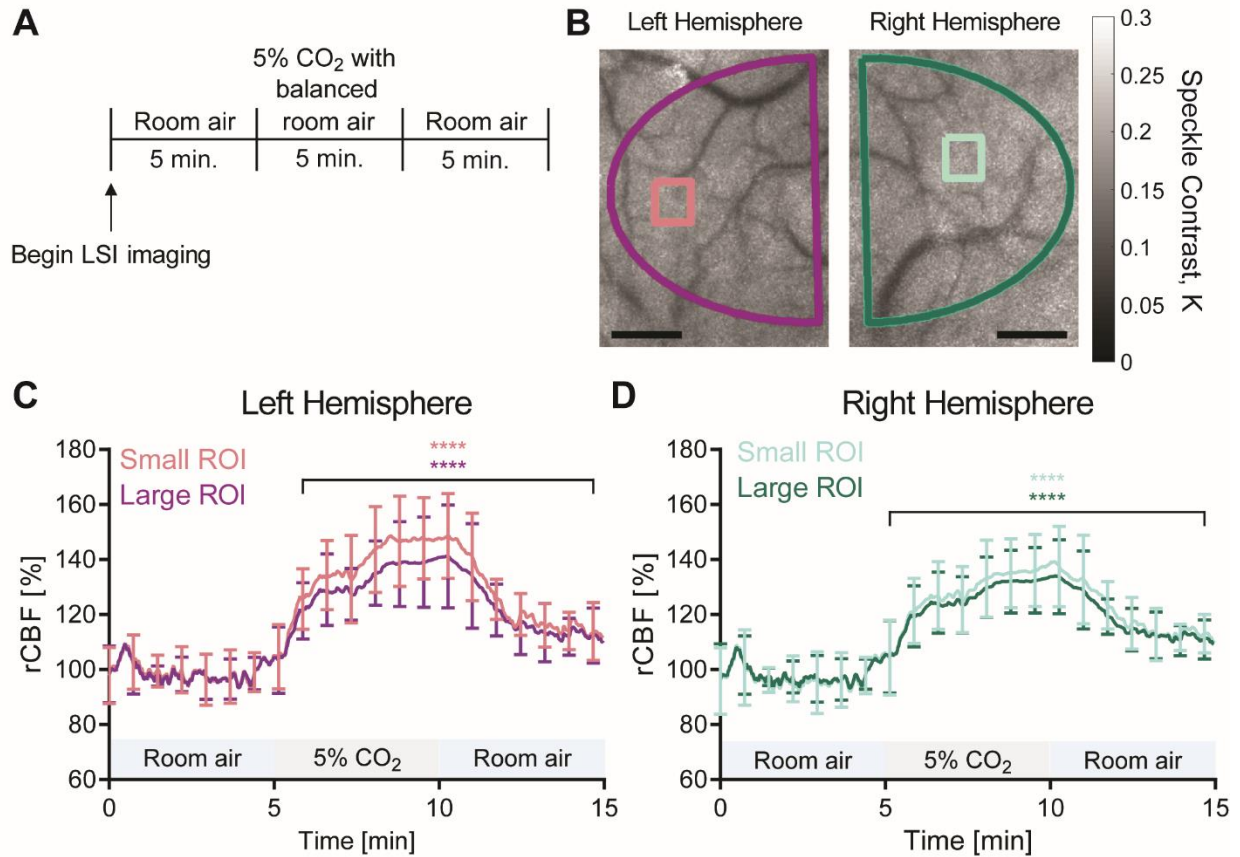 A
5% CO₂ with
balanced
Room air room air Room air
5 min. 5 min. 5 min.
Begin LSI imaging
B
Left Hemisphere Right Hemisphere
0.3
0.25
0.2
0.15
0.1
0.05
0
Speckle Contrast, K
C
Left Hemisphere
Small ROI
Large ROI
****
****
rCBF [%]
180
160
140
120
100
80
60
Room air 5% CO₂ Room air
0 5 10 15
Time [min]
D
Right Hemisphere
Small ROI
Large ROI
****
****
rCBF [%]
180
160
140
120
100
80
60
Room air 5% CO₂ Room air
0 5 10 15
Time [min]